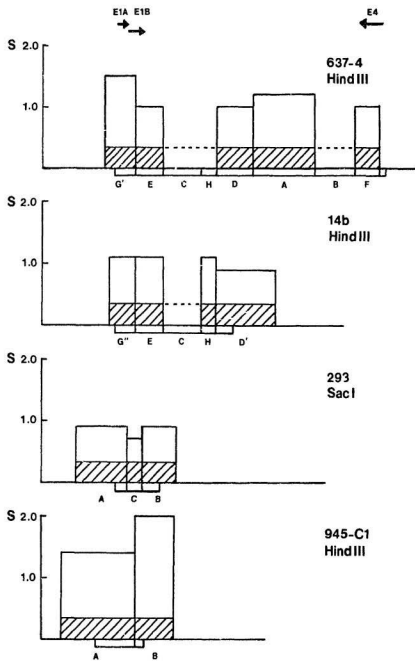 E1A E1B E4
S 2.0
1.0
637-4
Hind III
G' E C H D A B F
S 2.0
1.0
14b
Hind III
G" E C H D'
S 2.0
1.0
293
Sac I
A C B
S 2.0
1.0
945-C1
Hind III
A B